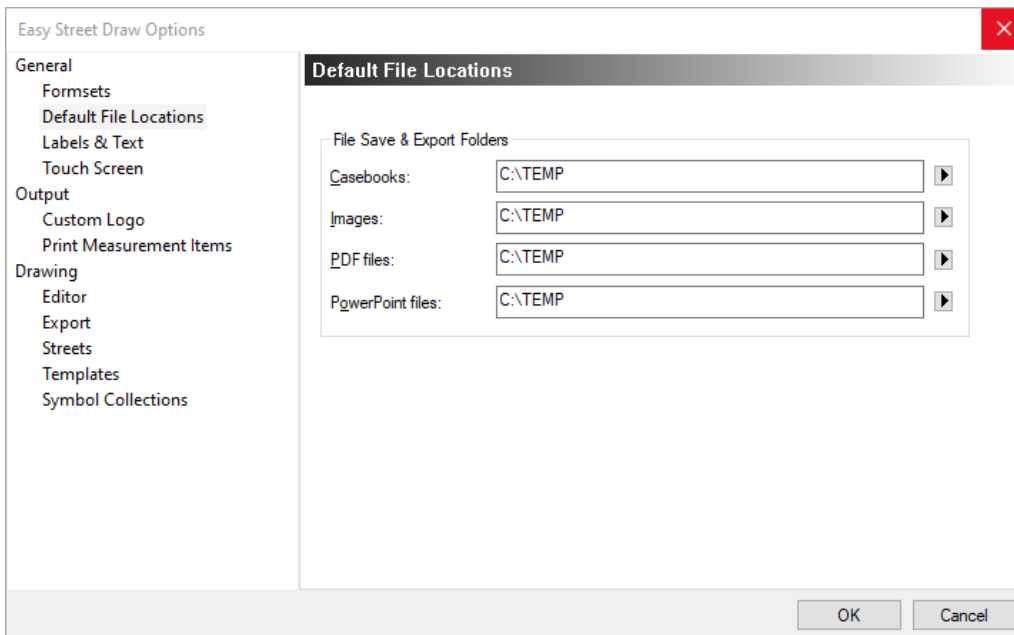 Easy Street Draw Options
General
Formsets
Default File Locations
Labels & Text
Touch Screen
Output
Custom Logo
Print Measurement Items
Drawing
Editor
Export
Streets
Templates
Symbol Collections
Default File Locations
File Save & Export Folders
Casebooks: C:\TEMP
Images: C:\TEMP
PDF files: C:\TEMP
PowerPoint files: C:\TEMP
OK Cancel